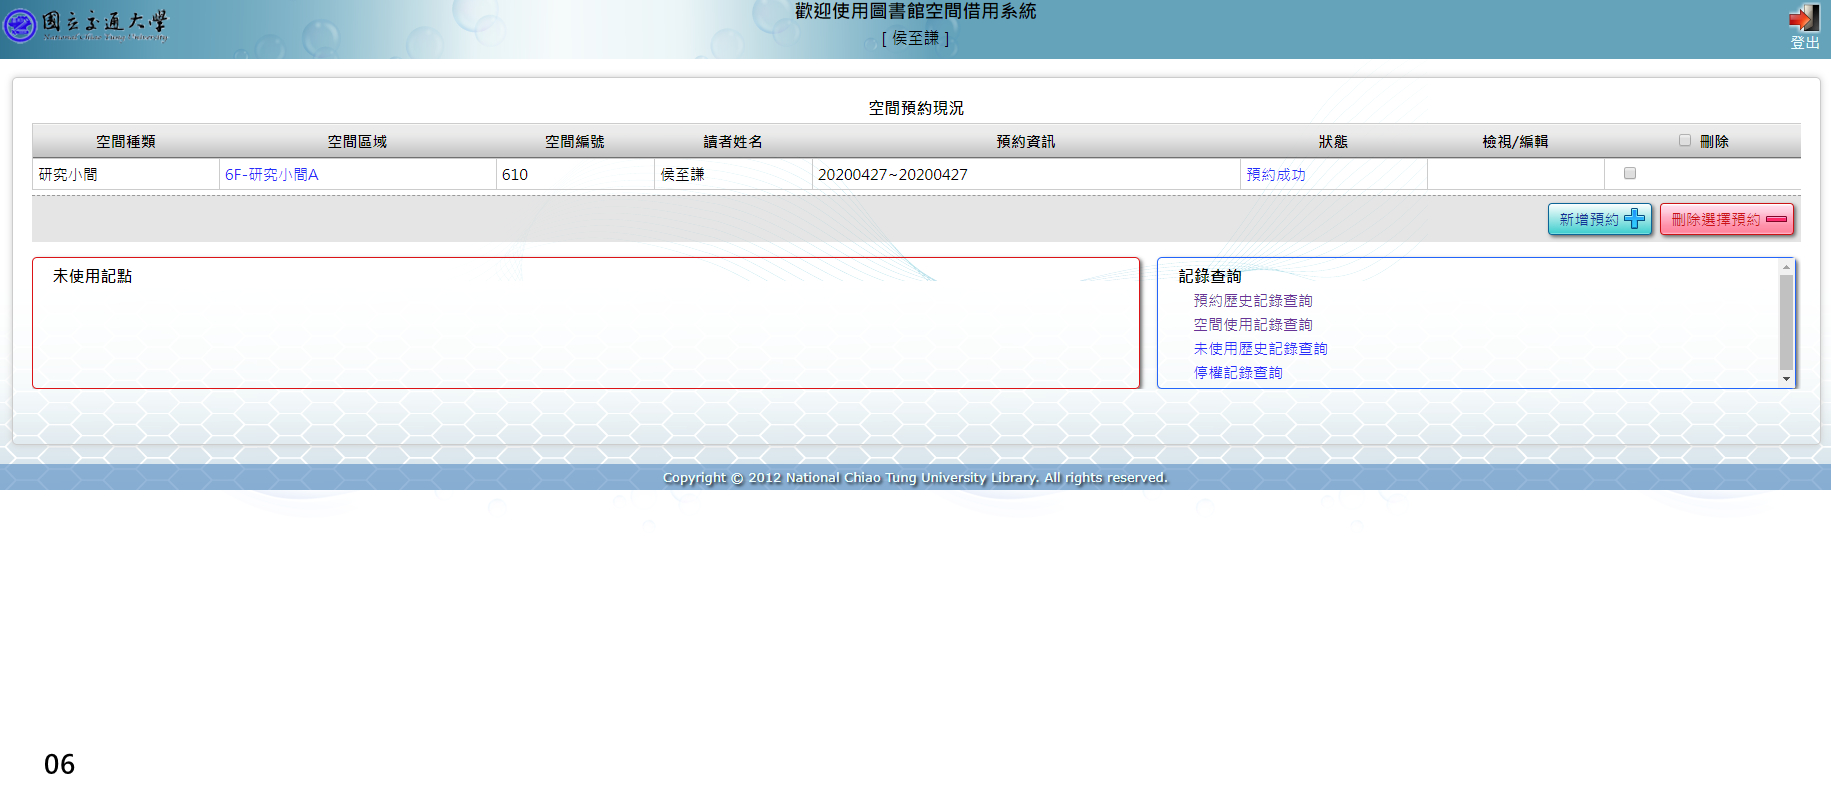 國立交通大學
National Chiao Tung University
歡迎使用圖書館空間借用系統
[ 侯至謙 ]
登出
空間預約現況
空間種類 空間區域 空間編號 讀者姓名 預約資訊 狀態 檢視/編輯 刪除
研究小間 6F-研究小間A 610 侯至謙 20200427~20200427 預約成功
新增預約 刪除選擇預約
未使用記點
記錄查詢
預約歷史記錄查詢
空間使用記錄查詢
未使用歷史記錄查詢
停權記錄查詢
Copyright © 2012 National Chiao Tung University Library. All rights reserved.
06